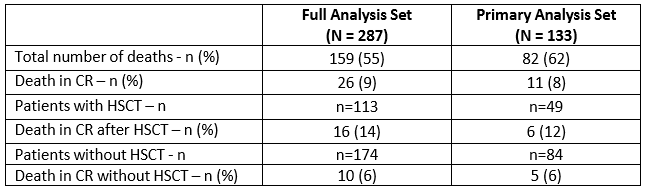 Full Analysis Set Primary Analysis Set
(N = 287) (N = 133)
Total number of deaths - n (%) 159 (55) 82 (62)
Death in CR – n (%) 26 (9) 11 (8)
Patients with HSCT – n n=113 n=49
Death in CR after HSCT – n (%) 16 (14) 6 (12)
Patients without HSCT - n n=174 n=84
Death in CR without HSCT – n (%) 10 (6) 5 (6)